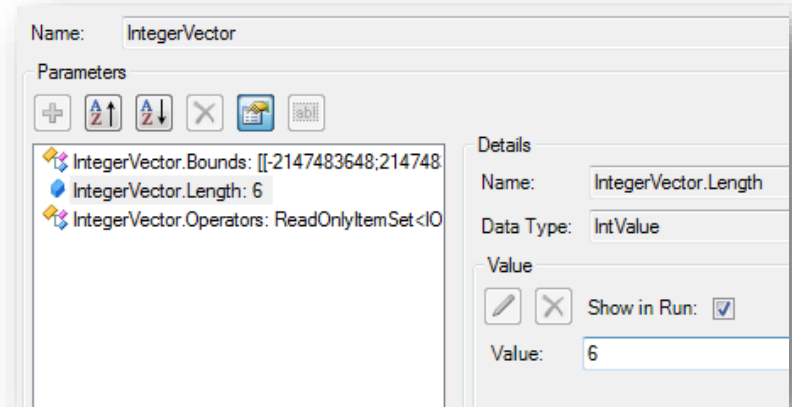 Name: IntegerVector
Parameters
IntegerVector.Bounds: [[-2147483648;214748
IntegerVector.Length: 6
IntegerVector.Operators: ReadOnlyItemSet<IO
Details
Name: IntegerVector.Length
Data Type: IntValue
Value
Show in Run:
Value: 6